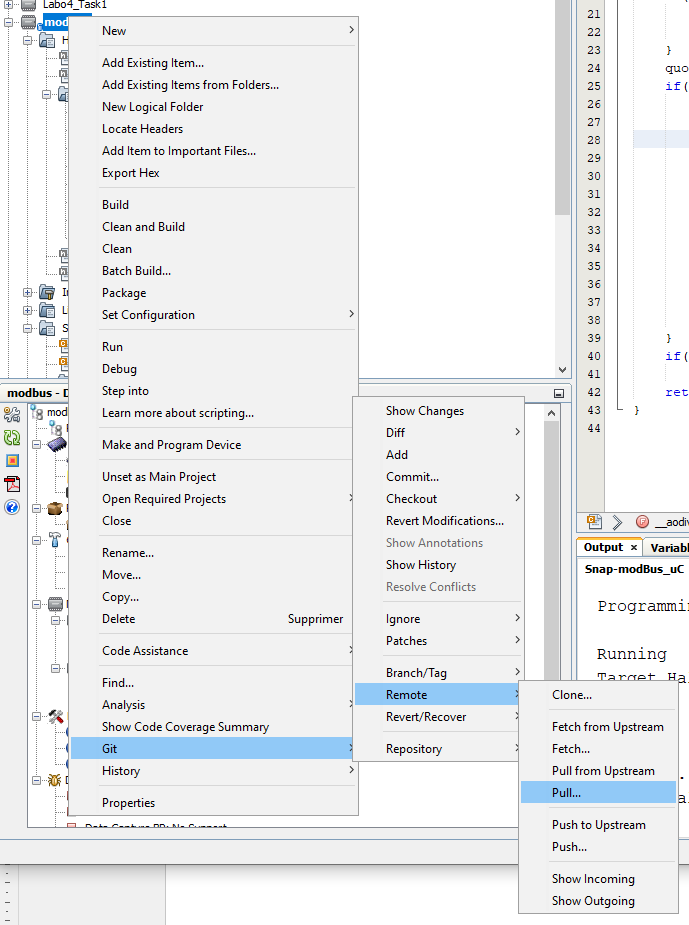 Labo4_Task1
mod
New
Add Existing Item...
Add Existing Items from Folders...
New Logical Folder
Locate Headers
Add Item to Important Files...
Export Hex
Build
Clean and Build
Clean
Batch Build...
Package
Set Configuration
Run
Debug
Step into
Learn more about scripting...
Make and Program Device
Unset as Main Project
Open Required Projects
Close
Rename...
Move...
Copy...
Delete Supprimer
Code Assistance
Find...
Analysis
Show Code Coverage Summary
Git
History
Properties
modbus - D
mod
Show Changes
Diff
Add
Commit...
Checkout
Revert Modifications...
Show Annotations
Show History
Resolve Conflicts
Ignore
Patches
Branch/Tag
Remote
Revert/Recover
Repository
Clone...
Fetch from Upstream
Fetch...
Pull from Upstream
Pull...
Push to Upstream
Push...
Show Incoming
Show Outgoing
21
22
23 }
24 quo
25 if(
26
27
28
29
30
31
32
33
34
35
36
37
38
39 }
40 if(
41
42 ret
43 }
44
__aodiv
Output × Variabl
Snap-modBus_uC
Programmin
Running
Target Ha
Data Capture BP: No Support